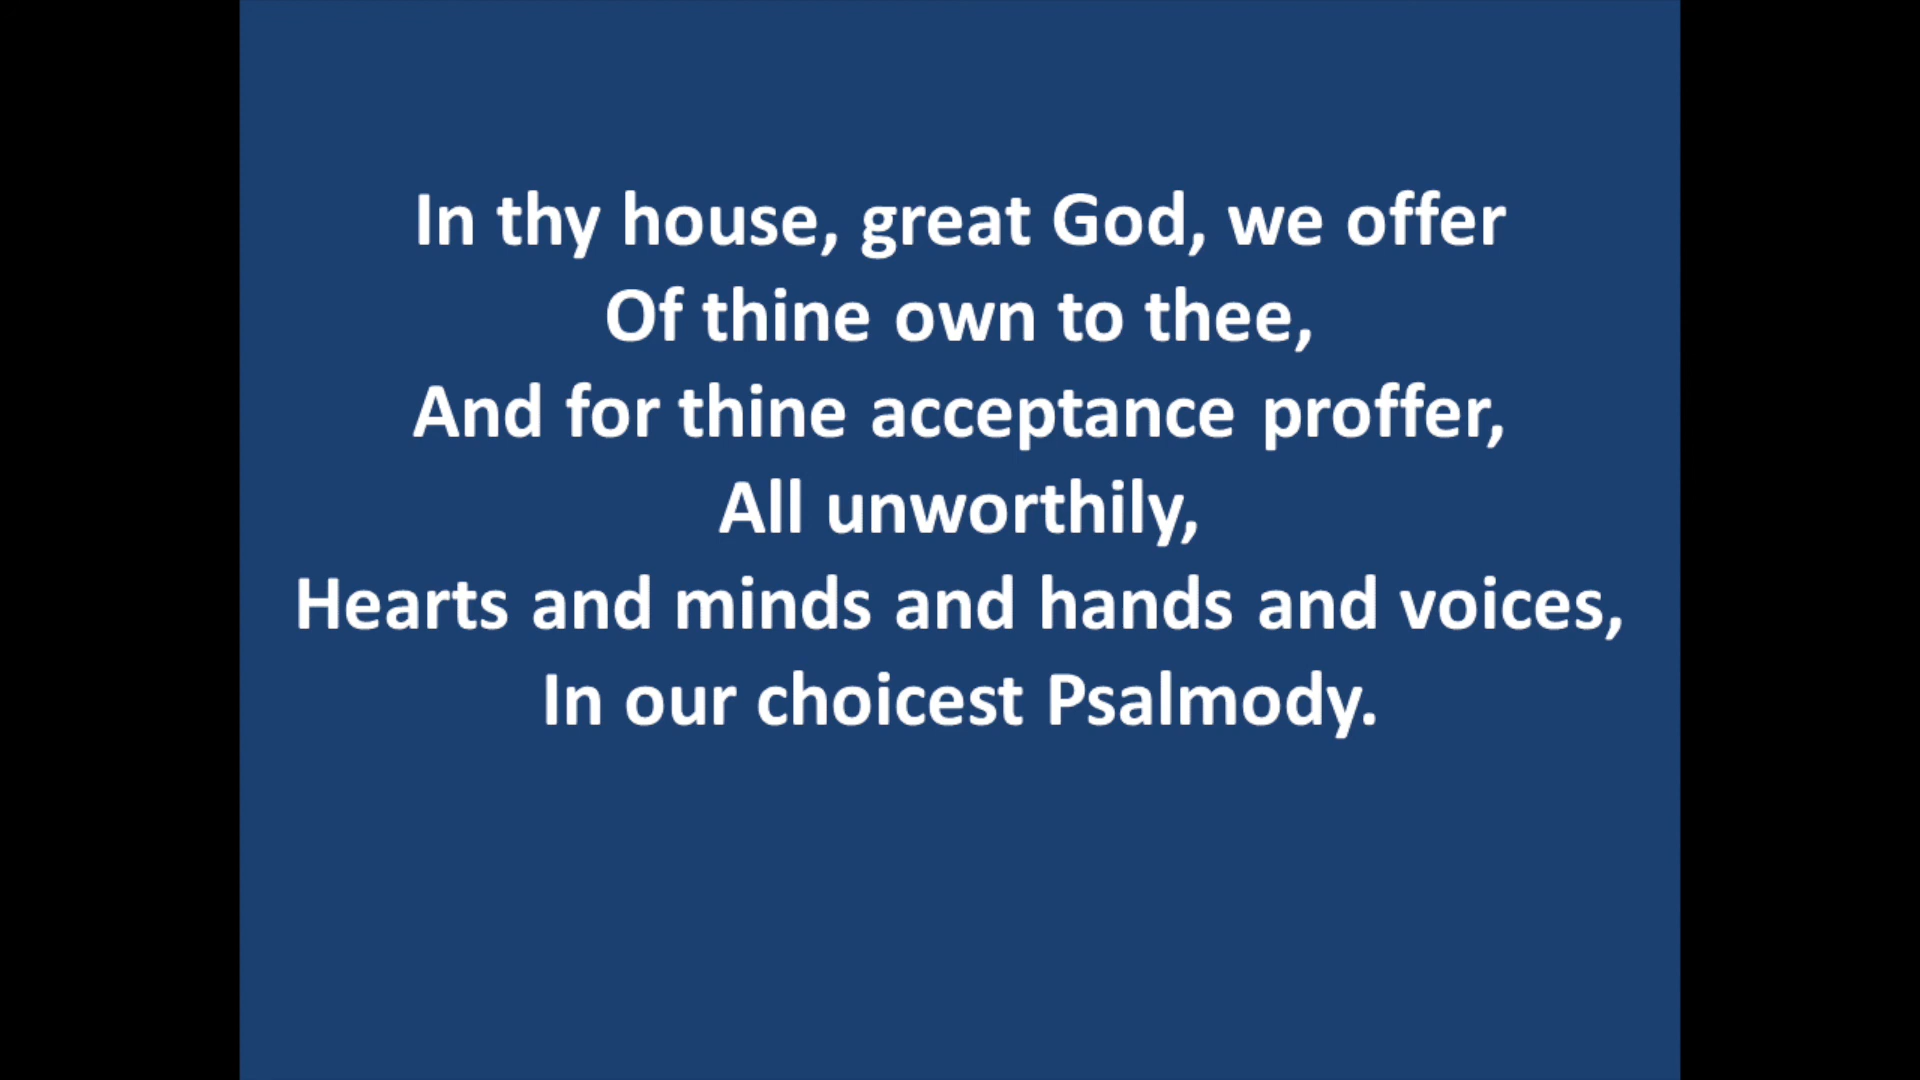 In thy house, great God, we offer
Of thine own to thee,
And for thine acceptance proffer,
All unworthily,
Hearts and minds and hands and voices,
In our choicest Psalmody.